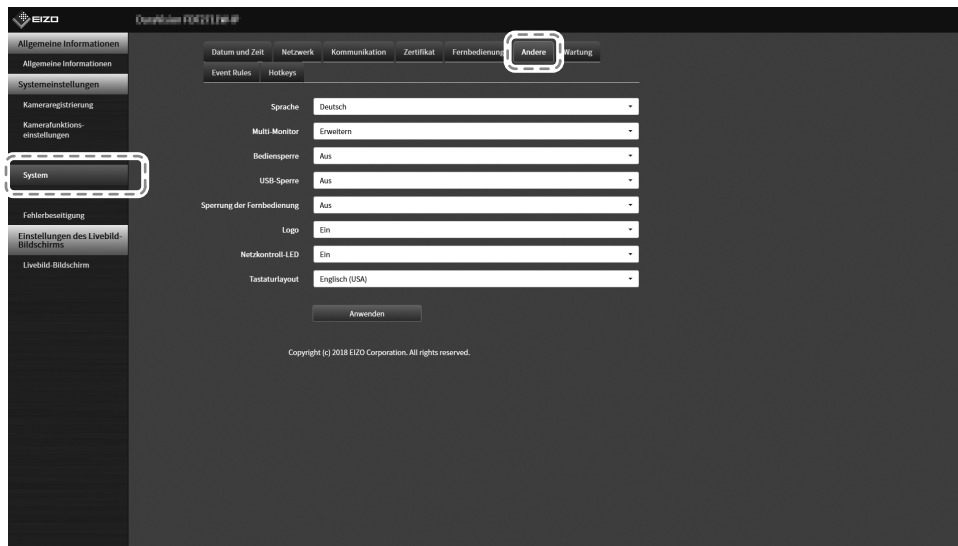 EIZO
Allgemeine Informationen
Allgemeine Informationen
Systemeinstellungen
Kameraregistrierung
Kamerafunktions-
einstellungen
System
Fehlerbeseitigung
Einstellungen des Livebild-
Bildschirms
Livebild-Bildschirm
Datum und Zeit Netzwerk Kommunikation Zertifikat Fernbedienung Andere Wartung
Event Rules Hotkeys
Sprache Deutsch
Multi-Monitor Erweitern
Bediensperre Aus
USB-Sperre Aus
Sperrung der Fernbedienung Aus
Logo Ein
Netzkontroll-LED Ein
Tastaturlayout Englisch (USA)
Anwenden
Copyright (c) 2018 EIZO Corporation. All rights reserved.